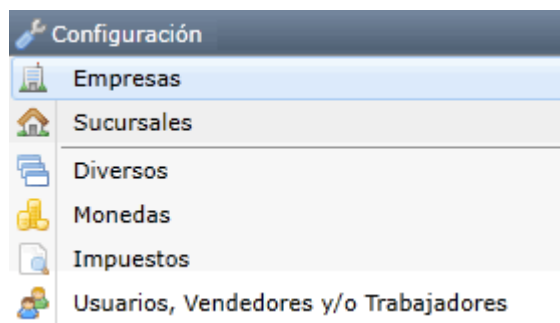 Configuración
Empresas
Sucursales
Diversos
Monedas
Impuestos
Usuarios, Vendedores y/o Trabajadores